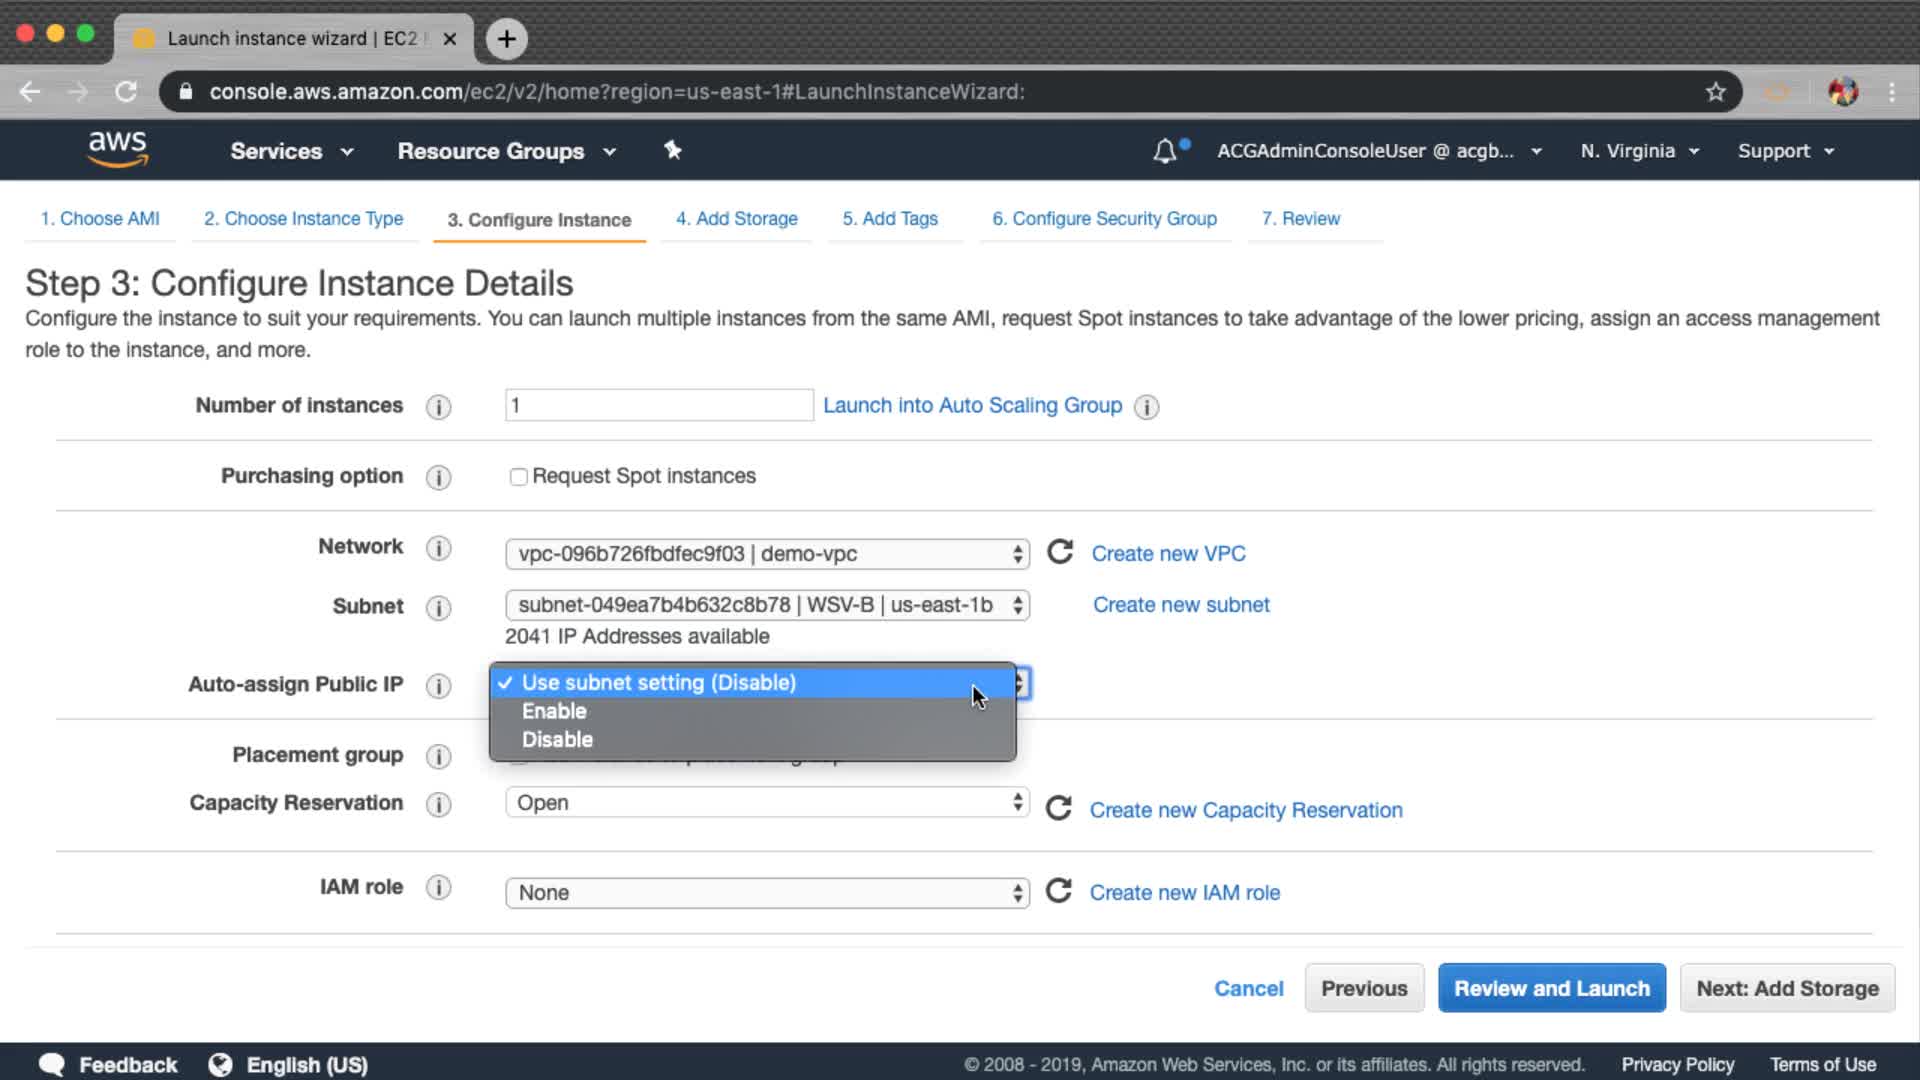 Launch instance wizard | EC2
console.aws.amazon.com/ec2/v2/home?region=us-east-1#LaunchInstanceWizard:
aws
Services
Resource Groups
ACGAdminConsoleUser @ acgb...
N. Virginia
Support
1. Choose AMI
2. Choose Instance Type
3. Configure Instance
4. Add Storage
5. Add Tags
6. Configure Security Group
7. Review
Step 3: Configure Instance Details
Configure the instance to suit your requirements. You can launch multiple instances from the same AMI, request Spot instances to take advantage of the lower pricing, assign an access management
role to the instance, and more.
Number of instances
1
Launch into Auto Scaling Group
Purchasing option
Request Spot instances
Network
vpc-096b726fbdfec9f03 | demo-vpc
Create new VPC
Subnet
subnet-049ea7b4b632c8b78 | WSV-B | us-east-1b
Create new subnet
2041 IP Addresses available
Auto-assign Public IP
Use subnet setting (Disable)
Enable
Disable
Placement group
Capacity Reservation
Open
Create new Capacity Reservation
IAM role
None
Create new IAM role
Cancel
Previous
Review and Launch
Next: Add Storage
Feedback
English (US)
© 2008 - 2019, Amazon Web Services, Inc. or its affiliates. All rights reserved.
Privacy Policy
Terms of Use